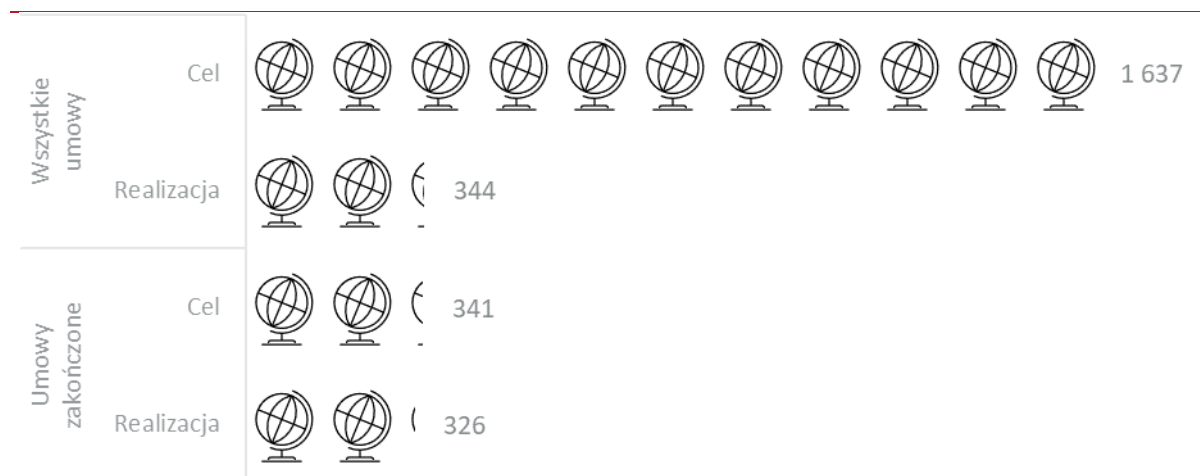 Wszystkie
umowy
Cel
1 637
Realizacja
344
Umowy
zakończone
Cel
341
Realizacja
326